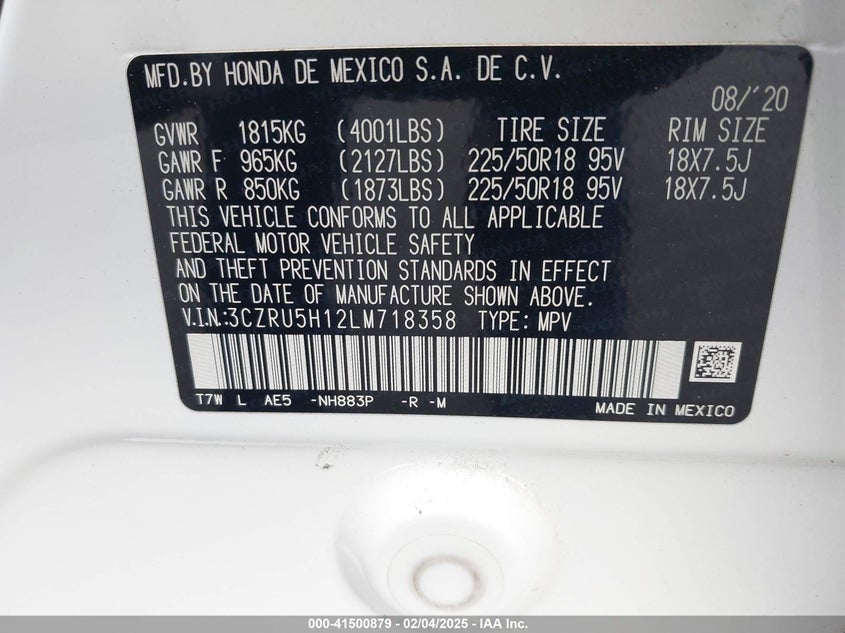 MFD.BY HONDA DE MEXICO S.A. DE C.V.
08/'20
GVWR 1815KG (4001LBS) TIRE SIZE RIM SIZE
GAWR F 965KG (2127LBS) 225/50R18 95V 18X7.5J
GAWR R 850KG (1873LBS) 225/50R18 95V 18X7.5J
THIS VEHICLE CONFORMS TO ALL APPLICABLE
FEDERAL MOTOR VEHICLE SAFETY
AND THEFT PREVENTION STANDARDS IN EFFECT
ON THE DATE OF MANUFACTURE SHOWN ABOVE.
V.I.N.:3CZRU5H12LM718358 TYPE: MPV
T7W L AE5 -NH883P -R -M
MADE IN MEXICO
000-41500879 - 02/04/2025 - IAA Inc.